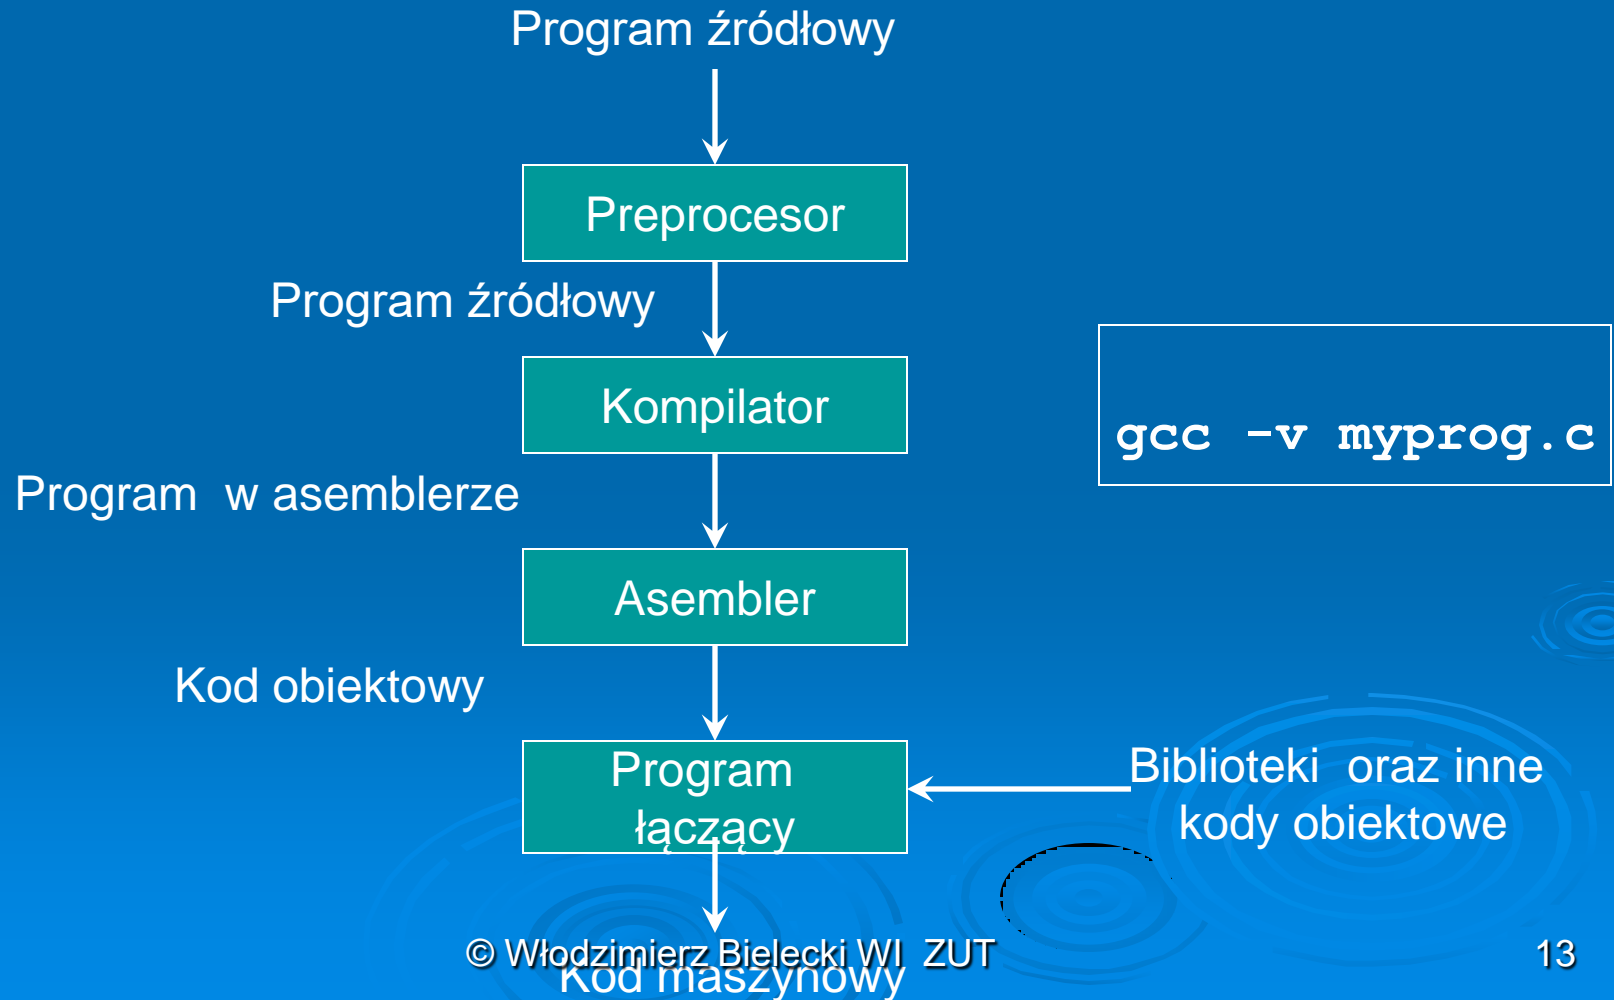 Program źródłowy
Preprocesor
Program źródłowy
Kompilator
gcc -v myprog.c
Program w asemblerze
Asembler
Kod obiektowy
Program
łączący
Biblioteki oraz inne
kody obiektowe
© Włodzimierz Bielecki WI ZUT
13
Kod maszynowy